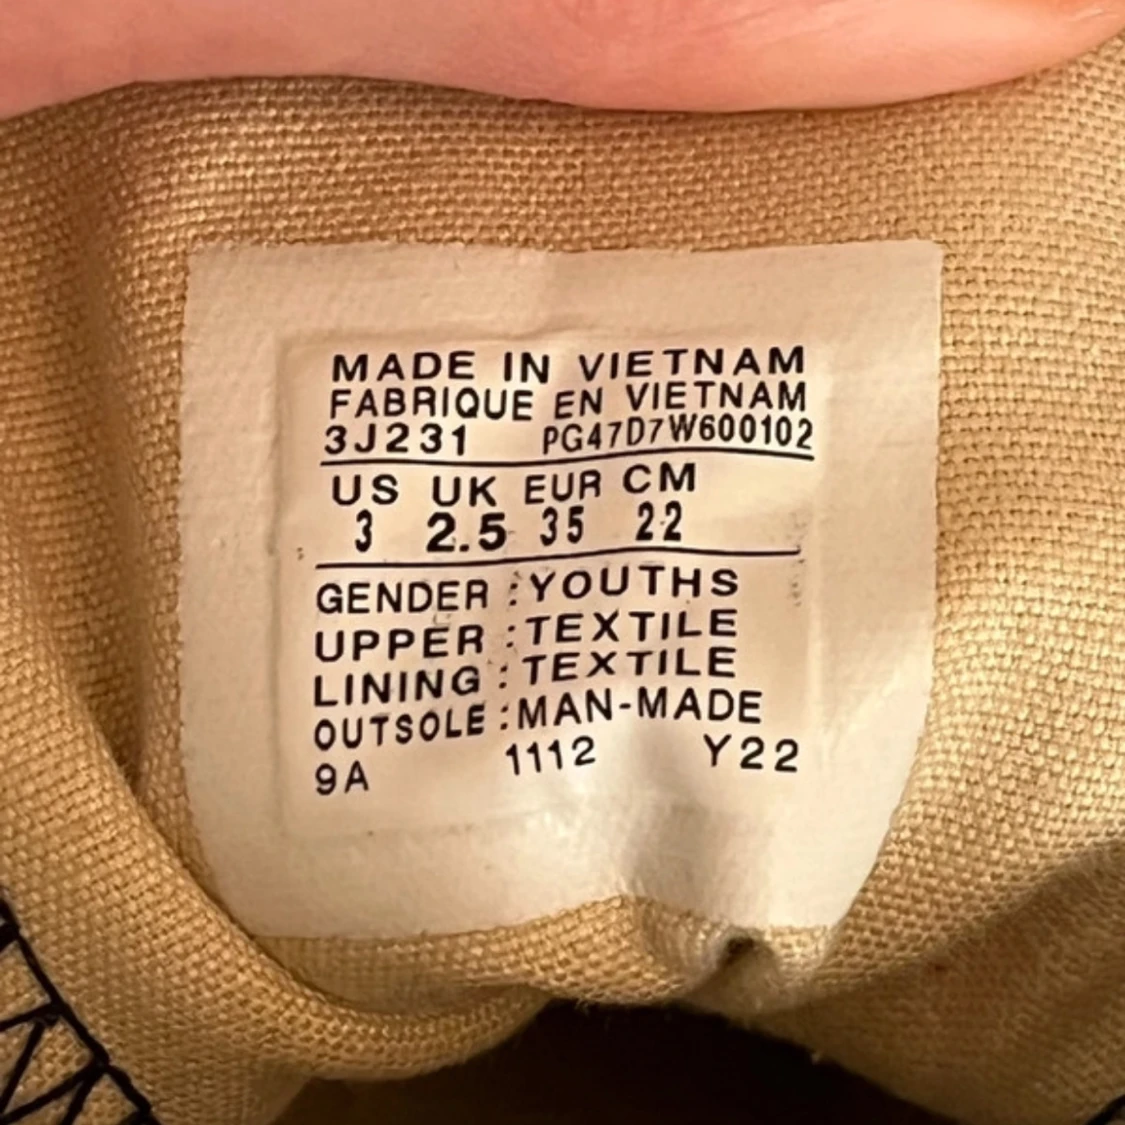 MADE IN VIETNAM
FABRIQUE EN VIETNAM
3J231 PG47D7W600102
US UK EUR CM
3 2.5 35 22
GENDER : YOUTHS
UPPER : TEXTILE
LINING : TEXTILE
OUTSOLE : MAN-MADE
9A 1112 Y22